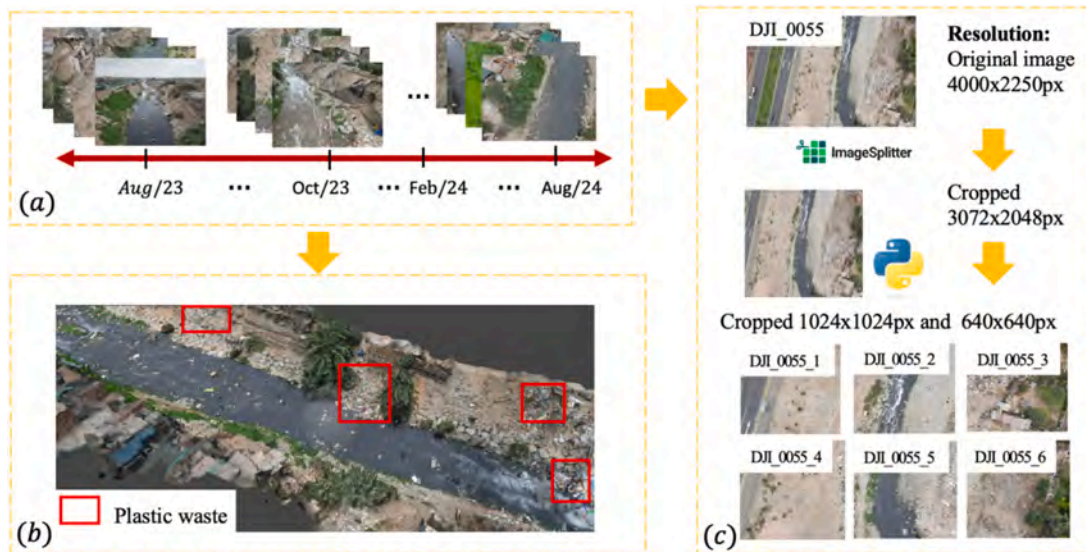 Aug/23
...
Oct/23
...
Feb/24
...
Aug/24
...
(a)
Plastic waste
(b)
DJI_0055
Resolution:
Original image
4000x2250px
ImageSplitter
Cropped
3072x2048px
Cropped 1024x1024px and 640x640px
DJI_0055_1
DJI_0055_2
DJI_0055_3
DJI_0055_4
DJI_0055_5
DJI_0055_6
(c)